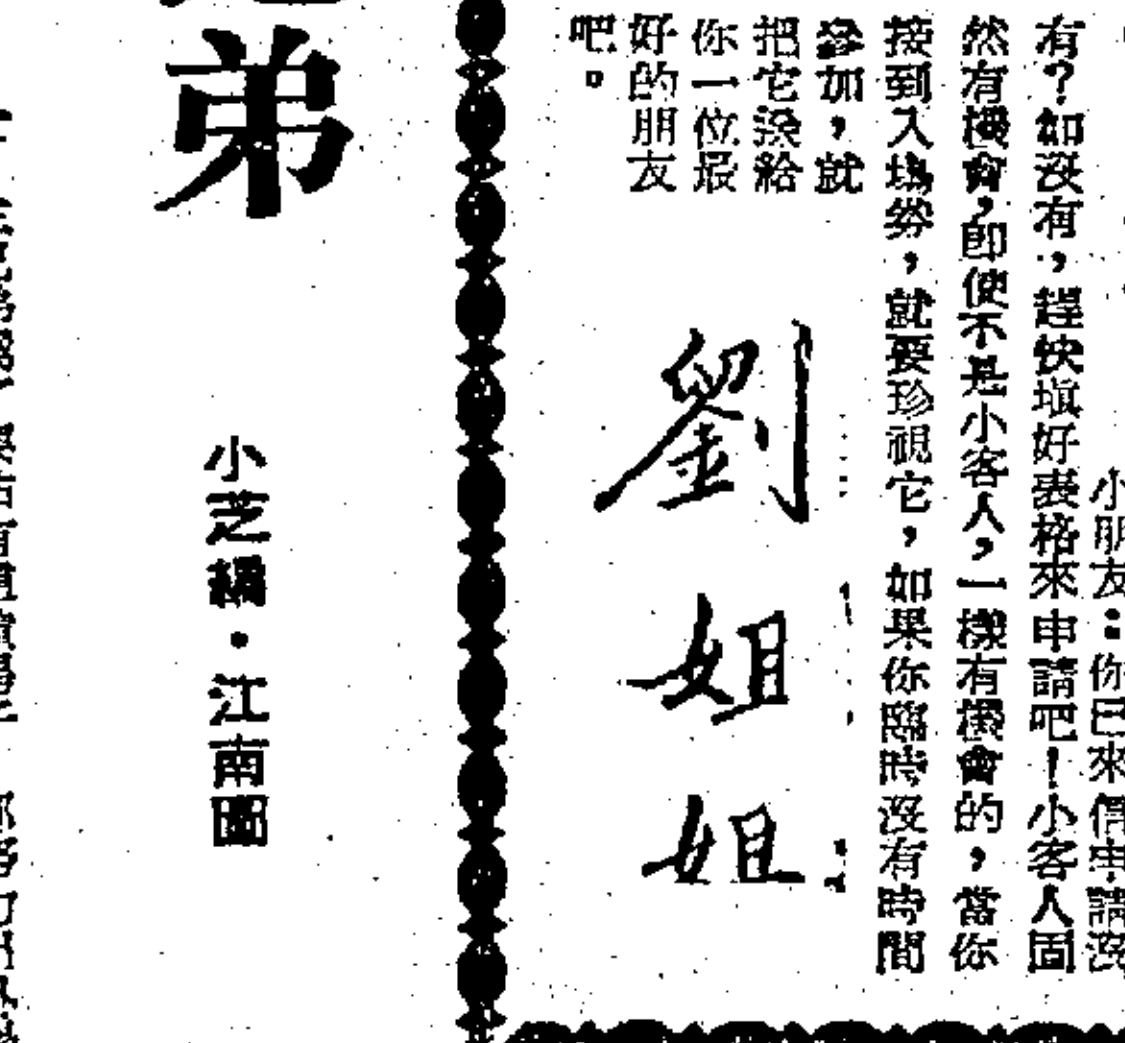 小朋友：你已來信申請沒
有？如沒有，趕快塡好表格來申請吧！小客人固
然有機會，卽使不是小客人，一樣有機會的，當你
接到入場券，就要珍視它，如果你臨時沒有時間
參加，就
把它送給
你一位最
好的朋友
吧。
劉姐姐
弟
小芝編·江南圖